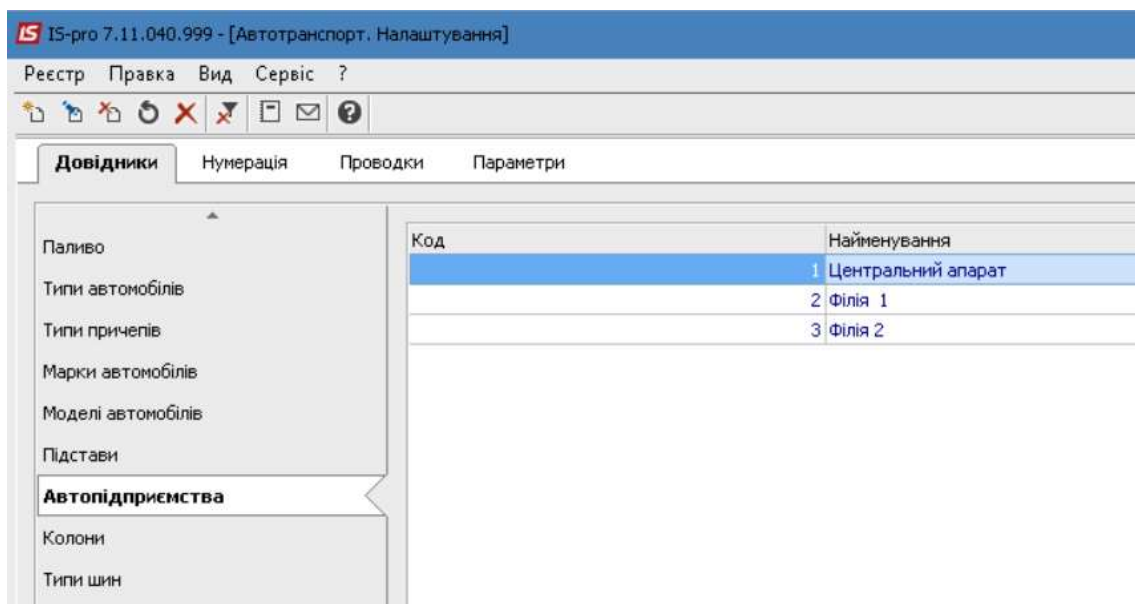 IS IS-pro 7.11.040.999 - [Автотранспорт. Налаштування]
Реєстр Правка Вид Сервіс ?
Довідники Нумерація Проводки Параметри
Паливо
Типи автомобілів
Типи причепів
Марки автомобілів
Моделі автомобілів
Підстави
Автопідприємства
Колони
Типи шин
Код Найменування
1 Центральний апарат
2 Філія 1
3 Філія 2